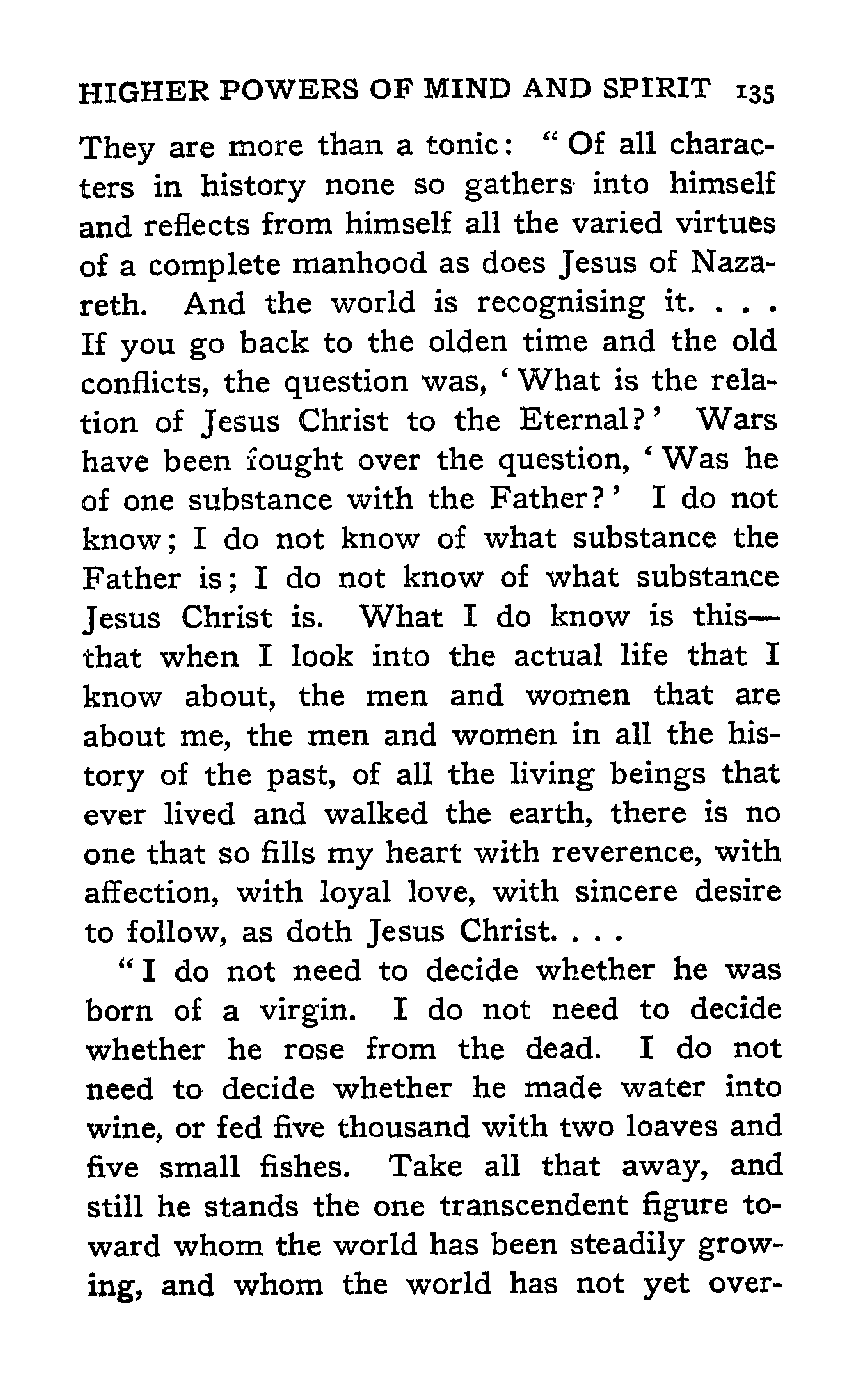 HIGHER POWERS OF MIND AND SPIRIT 135
They are more than a tonic: “ Of all charac-
ters in history none so gathers into himself
and reflects from himself all the varied virtues
of a complete manhood as does Jesus of Naza-
reth. And the world is recognising it. . . .
If you go back to the olden time and the old
conflicts, the question was, ‘ What is the rela-
tion of Jesus Christ to the Eternal? ’ Wars
have been fought over the question, ‘ Was he
of one substance with the Father? ’ I do not
know; I do not know of what substance the
Father is; I do not know of what substance
Jesus Christ is. What I do know is this—
that when I look into the actual life that I
know about, the men and women that are
about me, the men and women in all the his-
tory of the past, of all the living beings that
ever lived and walked the earth, there is no
one that so fills my heart with reverence, with
affection, with loyal love, with sincere desire
to follow, as doth Jesus Christ. . . .
“ I do not need to decide whether he was
born of a virgin. I do not need to decide
whether he rose from the dead. I do not
need to decide whether he made water into
wine, or fed five thousand with two loaves and
five small fishes. Take all that away, and
still he stands the one transcendent figure to-
ward whom the world has been steadily grow-
ing, and whom the world has not yet over-